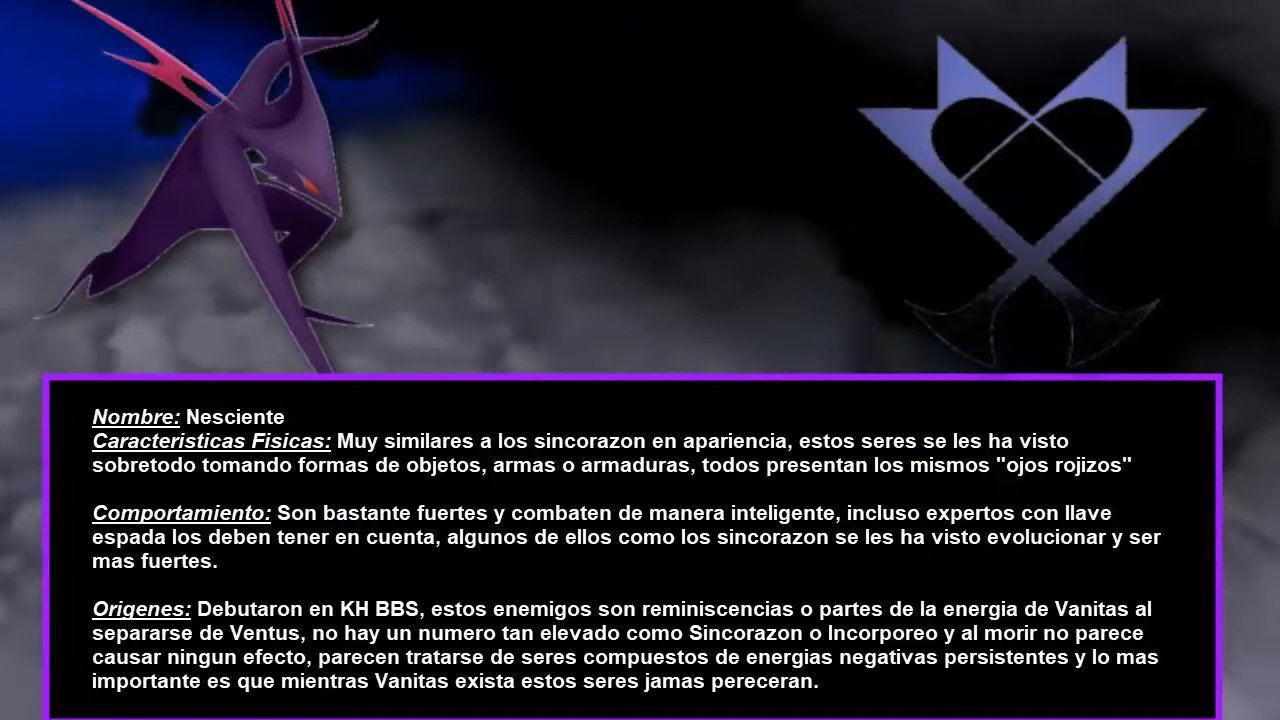 Nombre: Nesciente
Caracteristicas Fisicas: Muy similares a los sincorazon en apariencia, estos seres se les ha visto
sobretodo tomando formas de objetos, armas o armaduras, todos presentan los mismos "ojos rojizos"
Comportamiento: Son bastante fuertes y combaten de manera inteligente, incluso expertos con llave
espada los deben tener en cuenta, algunos de ellos como los sincorazon se les ha visto evolucionar y ser
mas fuertes.
Origenes: Debutaron en KH BBS, estos enemigos son reminiscencias o partes de la energia de Vanitas al
separarse de Ventus, no hay un numero tan elevado como Sincorazon o Incorporeo y al morir no parece
causar ningun efecto, parecen tratarse de seres compuestos de energias negativas persistentes y lo mas
importante es que mientras Vanitas exista estos seres jamas pereceran.